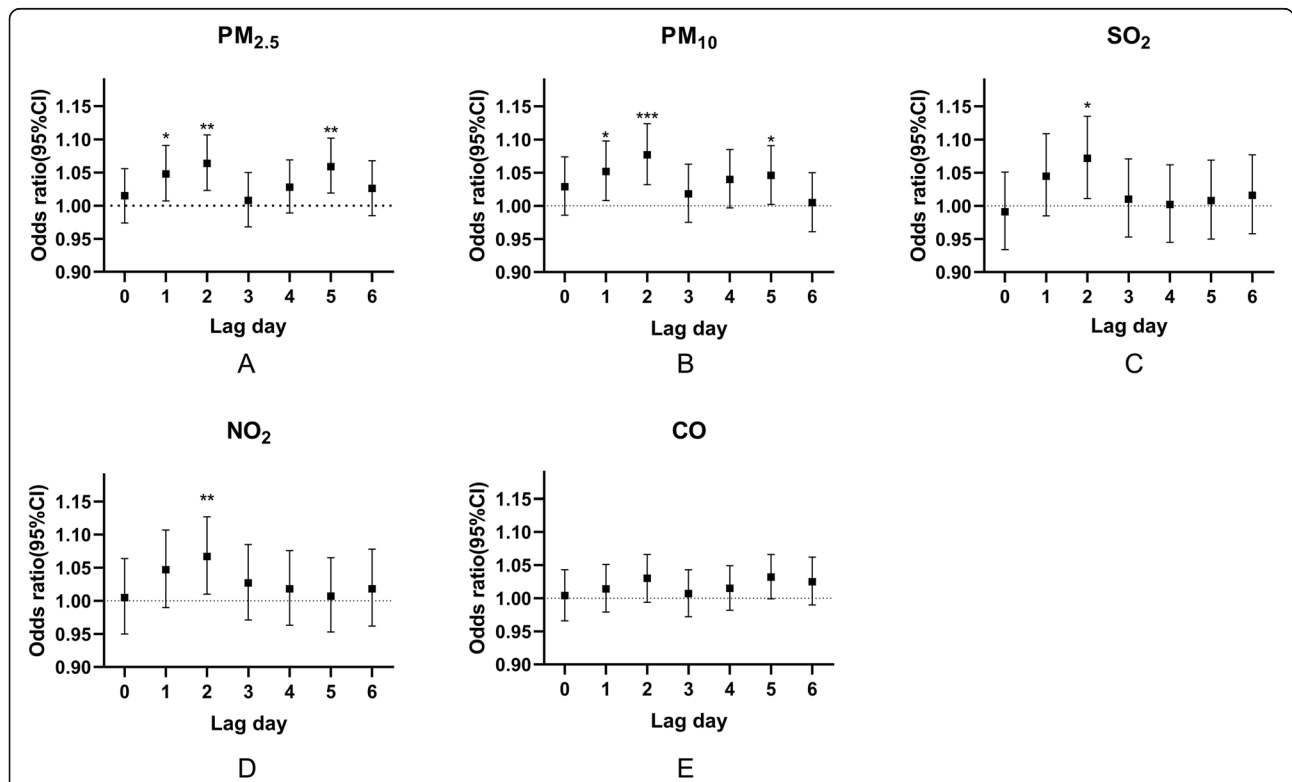 PM2.5
Odds ratio(95%CI)
1.15
1.10
1.05
1.00
0.95
0.90
*
**
**
0 1 2 3 4 5 6
Lag day
A
PM10
Odds ratio(95%CI)
1.15
1.10
1.05
1.00
0.95
0.90
*
***
*
0 1 2 3 4 5 6
Lag day
B
SO2
Odds ratio(95%CI)
1.15
1.10
1.05
1.00
0.95
0.90
*
0 1 2 3 4 5 6
Lag day
C
NO2
Odds ratio(95%CI)
1.15
1.10
1.05
1.00
0.95
0.90
**
0 1 2 3 4 5 6
Lag day
D
CO
Odds ratio(95%CI)
1.15
1.10
1.05
1.00
0.95
0.90
0 1 2 3 4 5 6
Lag day
E